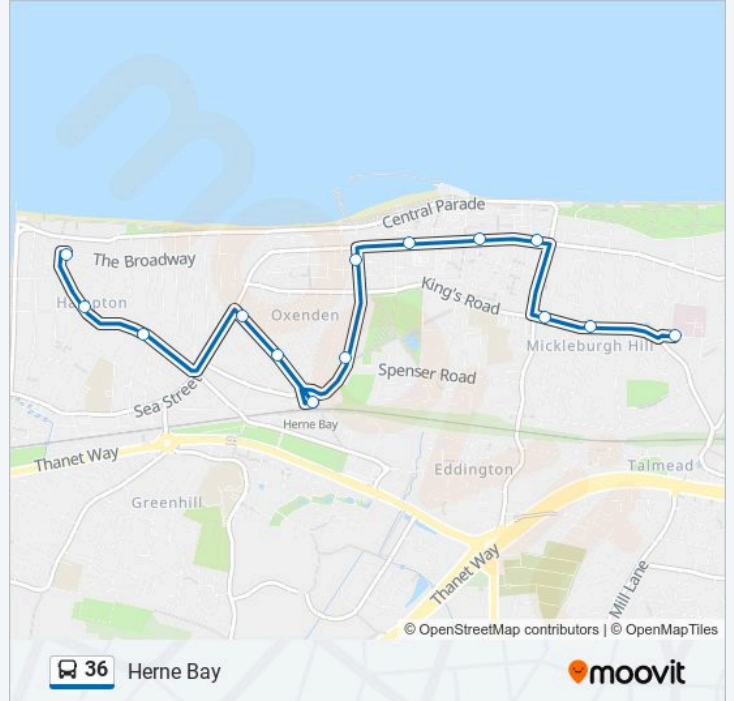 Central Parade
The Broadway
Hampton
King's Road
Oxenden
Mickleburgh Hill
Spenser Road
Sea Street
Herne Bay
Thanet Way
Eddington
Talmead
Greenhill
Thanet Way
Mill Lane
© OpenStreetMap contributors | © OpenMapTiles
36 Herne Bay
moovit